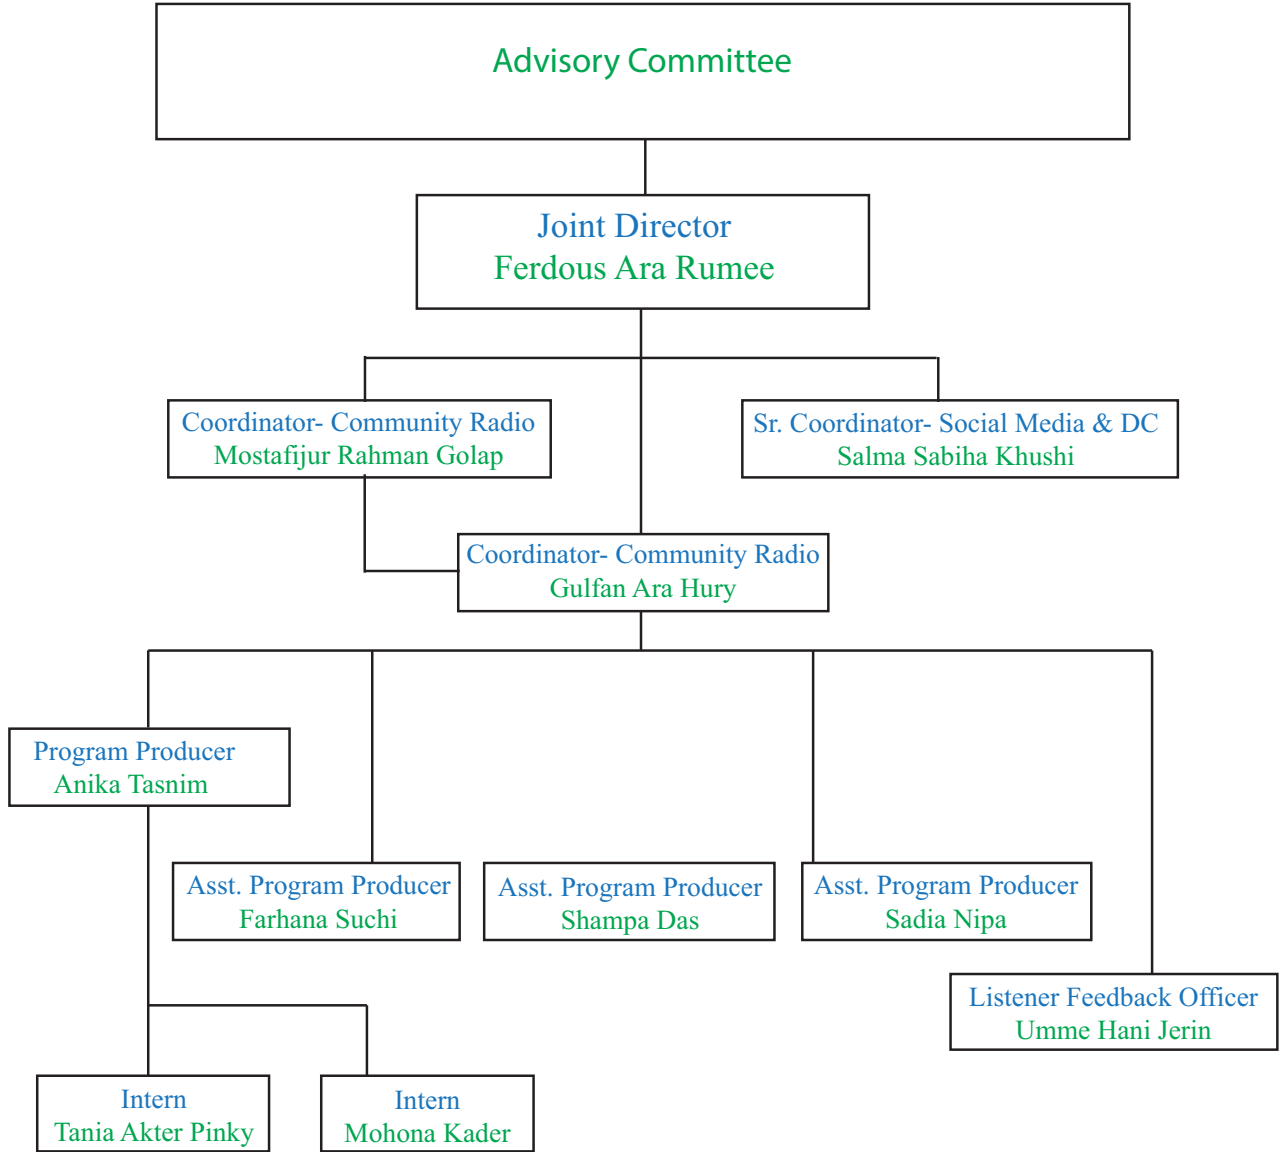 Advisory Committee
Joint Director
Ferdous Ara Rumee
Coordinator- Community Radio
Mostafijur Rahman Golap
Sr. Coordinator- Social Media & DC
Salma Sabiha Khushi
Coordinator- Community Radio
Gulfan Ara Hury
Program Producer
Anika Tasnim
Asst. Program Producer
Farhana Suchi
Asst. Program Producer
Shampa Das
Asst. Program Producer
Sadia Nipa
Listener Feedback Officer
Umme Hani Jerin
Intern
Tania Akter Pinky
Intern
Mohona Kader